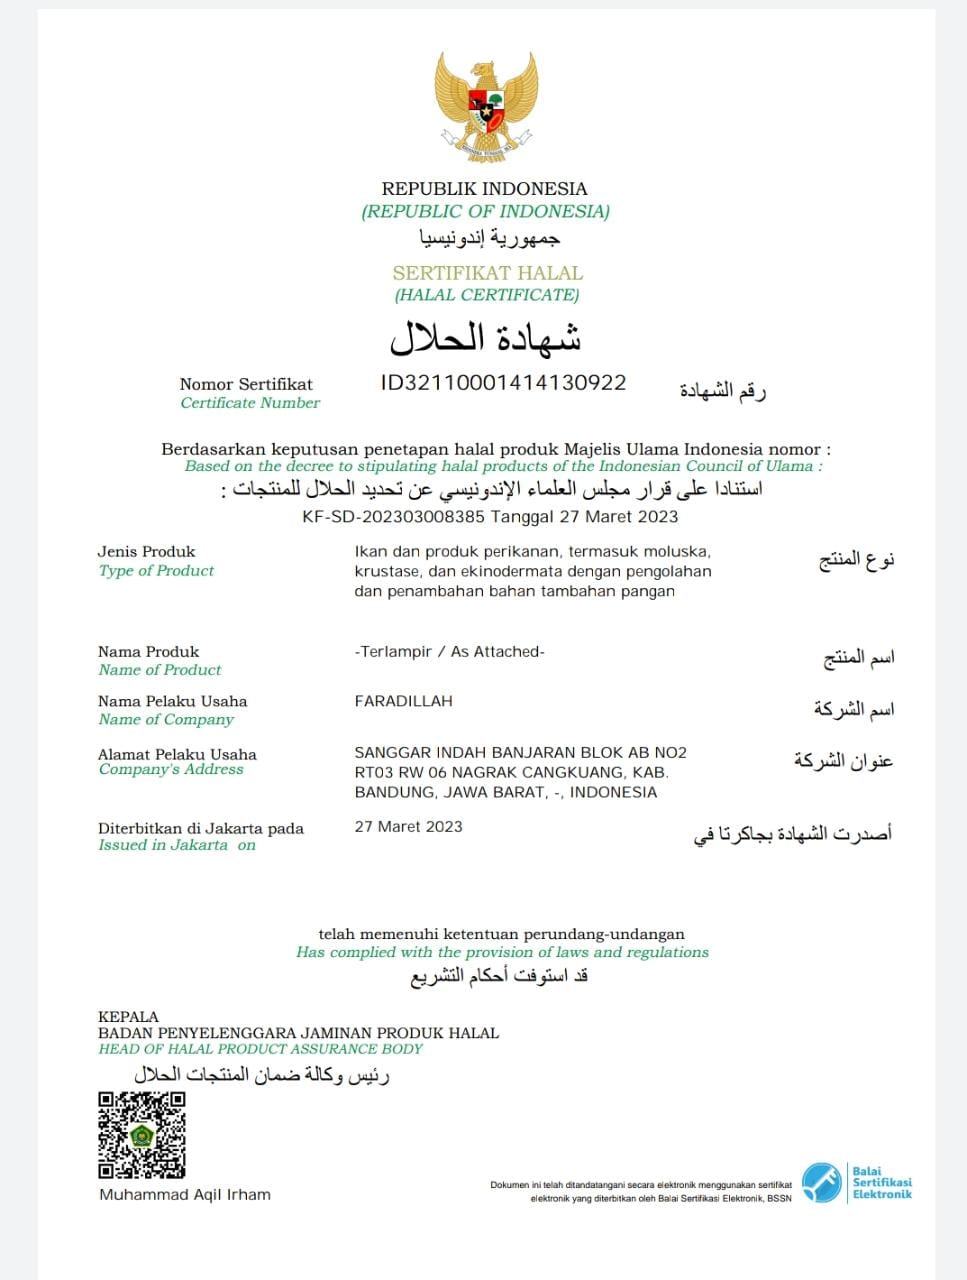 REPUBLIK INDONESIA
(REPUBLIC OF INDONESIA)
جمهورية إندونيسيا
SERTIFIKAT HALAL
(HALAL CERTIFICATE)
شهادة الحلال
Nomor Sertifikat ID32110001414130922 رقم الشهادة
Certificate Number
Berdasarkan keputusan penetapan halal produk Majelis Ulama Indonesia nomor :
Based on the decree to stipulating halal products of the Indonesian Council of Ulama :
استنادا على قرار مجلس العلماء الإندونيسي عن تحديد الحلال للمنتجات :
KF-SD-202303008385 Tanggal 27 Maret 2023
Jenis Produk Ikan dan produk perikanan, termasuk moluska, نوع المنتج
Type of Product krustase, dan ekinodermata dengan pengolahan
dan penambahan bahan tambahan pangan
Nama Produk -Terlampir / As Attached- اسم المنتج
Name of Product
Nama Pelaku Usaha FARADILLAH اسم الشركة
Name of Company
Alamat Pelaku Usaha SANGGAR INDAH BANJARAN BLOK AB NO2 عنوان الشركة
Company's Address RT03 RW 06 NAGRAK CANGKUANG, KAB.
BANDUNG, JAWA BARAT, -, INDONESIA
Diterbitkan di Jakarta pada 27 Maret 2023 أصدرت الشهادة بجاكرتا في
Issued in Jakarta on
telah memenuhi ketentuan perundang-undangan
Has complied with the provision of laws and regulations
قد استوفت أحكام التشريع
KEPALA
BADAN PENYELENGGARA JAMINAN PRODUK HALAL
HEAD OF HALAL PRODUCT ASSURANCE BODY
رئيس وكالة ضمان المنتجات الحلال
Muhammad Aqil Irham
Dokumen ini telah ditandatangani secara elektronik menggunakan sertifikat
elektronik yang diterbitkan oleh Balai Sertifikasi Elektronik, BSSN
Balai
Sertifikasi
Elektronik